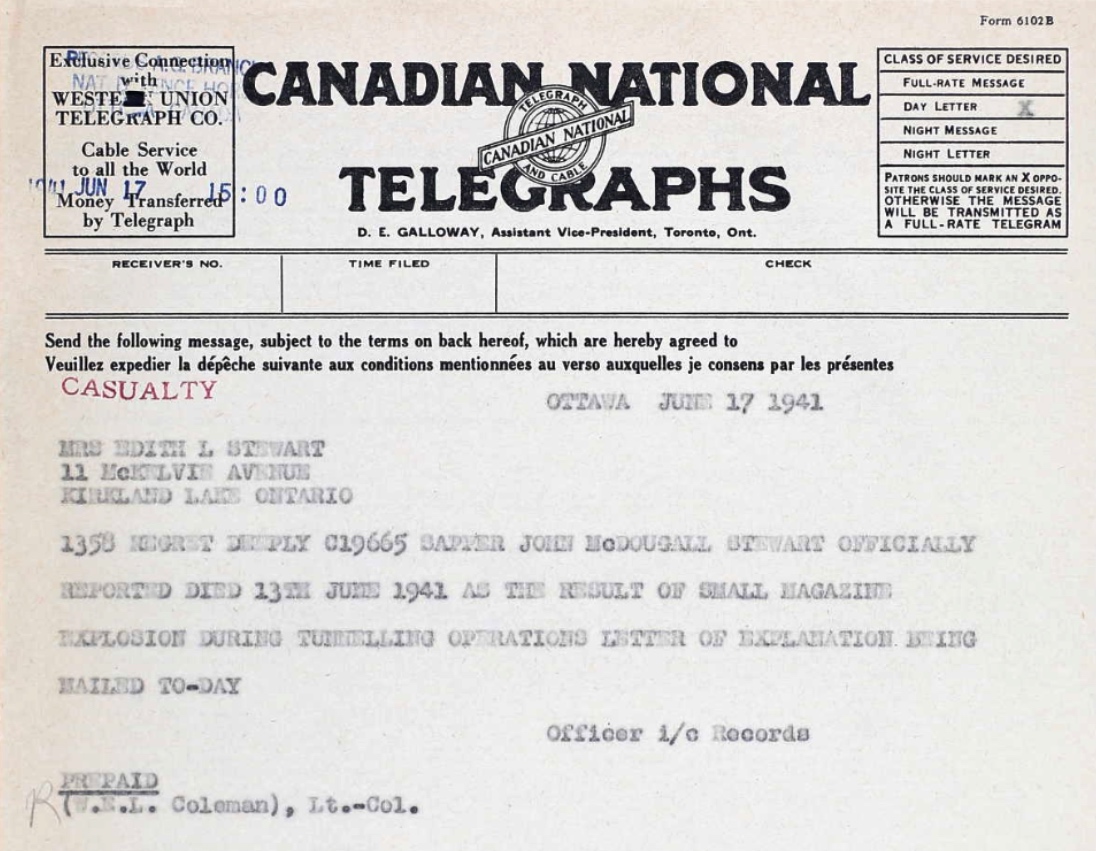 Form 6102B
Exclusive Connection
with
WESTERN UNION
TELEGRAPH CO.
Cable Service
to all the World
Money Transferred
by Telegraph
1941 JUN 17 15:00
CANADIAN NATIONAL
TELEGRAPH
CANADIAN NATIONAL
AND CABLE
TELEGRAPHS
D. E. GALLOWAY, Assistant Vice-President, Toronto, Ont.
CLASS OF SERVICE DESIRED
FULL-RATE MESSAGE
DAY LETTER X
NIGHT MESSAGE
NIGHT LETTER
PATRONS SHOULD MARK AN X OPPO-
SITE THE CLASS OF SERVICE DESIRED.
OTHERWISE THE MESSAGE
WILL BE TRANSMITTED AS
A FULL-RATE TELEGRAM
RECEIVER'S NO. TIME FILED CHECK
Send the following message, subject to the terms on back hereof, which are hereby agreed to
Veuillez expedier la dépêche suivante aux conditions mentionnées au verso auxquelles je consens par les présentes
CASUALTY
OTTAWA JUNE 17 1941
MRS EDITH L STEWART
11 McKELVIE AVENUE
KIRKLAND LAKE ONTARIO
1358 REGRET DEEPLY C19665 SAPPER JOHN McDOUGALL STEWART OFFICIALLY
REPORTED DIED 13TH JUNE 1941 AS THE RESULT OF SMALL MAGAZINE
EXPLOSION DURING TUNNELLING OPERATIONS LETTER OF EXPLANATION BEING
MAILED TO-DAY
Officer i/c Records
PREPAID
(W.E.L. Coleman), Lt.-Col.